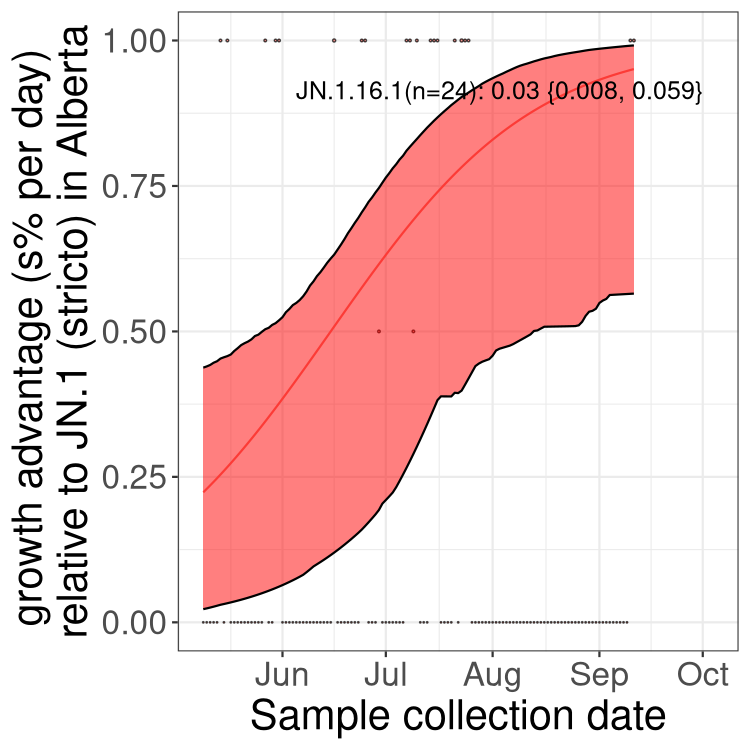 growth advantage (s% per day)
relative to JN.1 (stricto) in Alberta
1.00
0.75
0.50
0.25
0.00
JN.1.16.1(n=24): 0.03 {0.008, 0.059}
Jun Jul Aug Sep Oct
Sample collection date